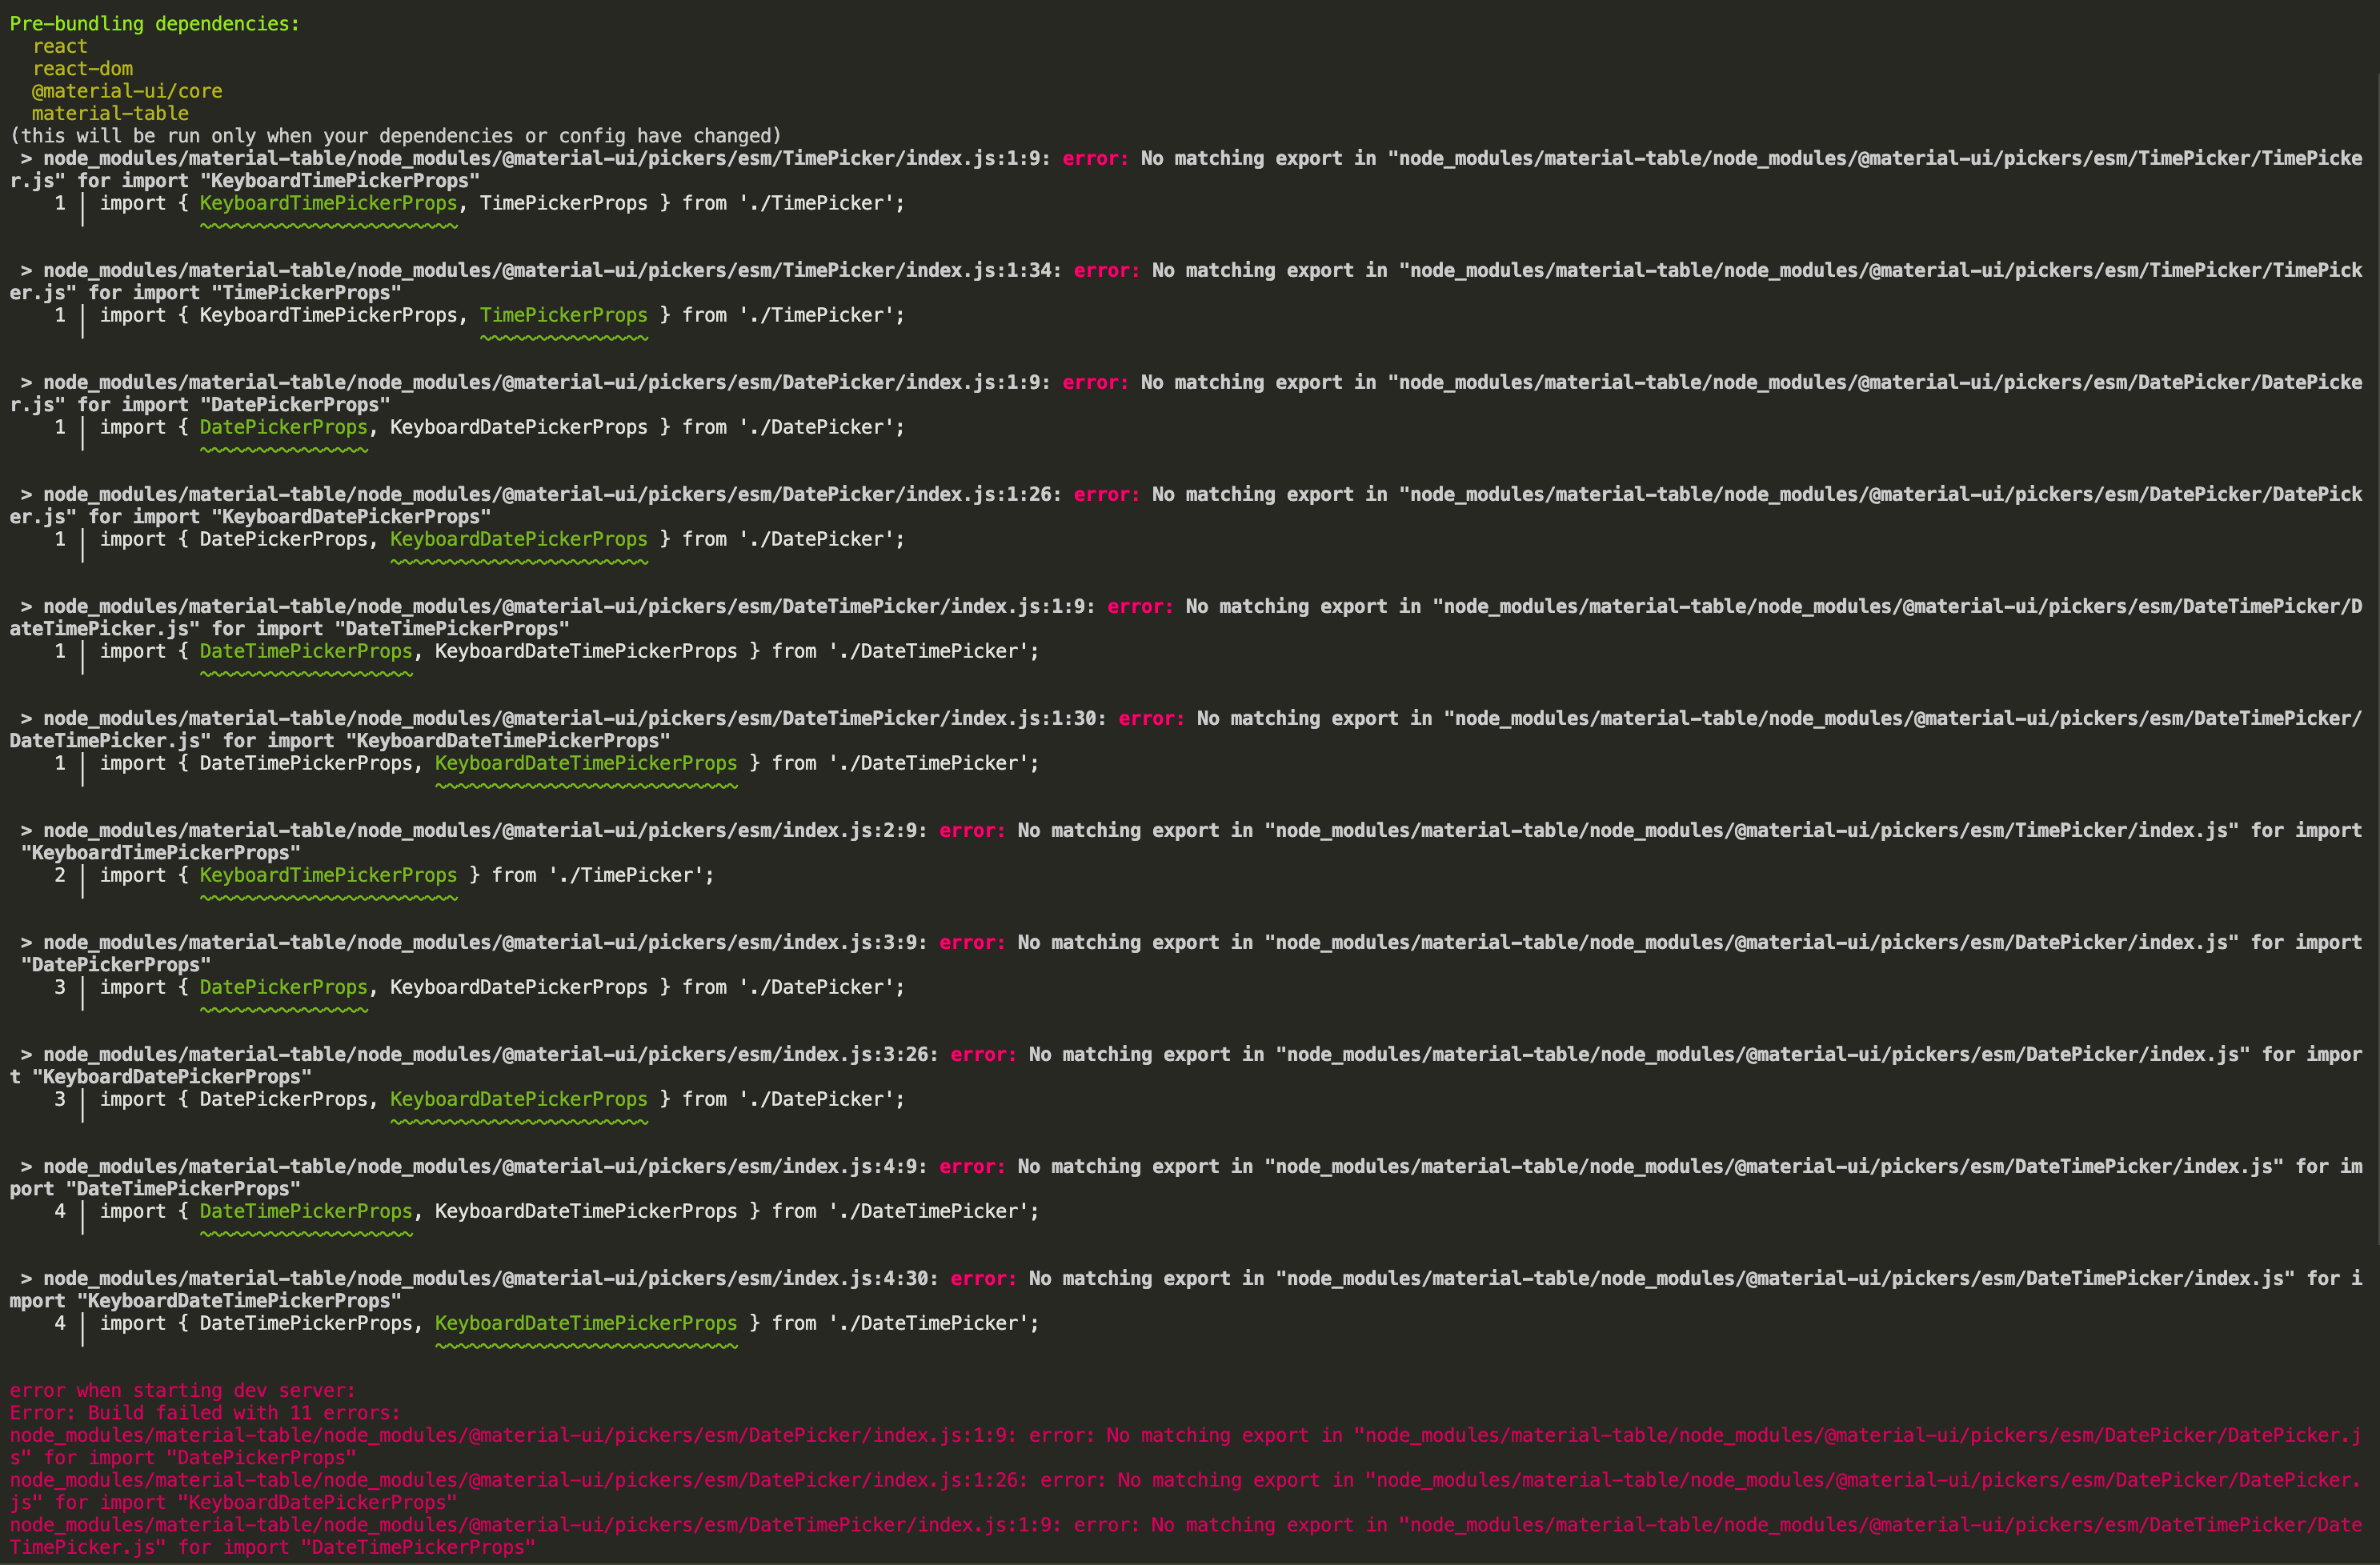 Pre-bundling dependencies:
  react
  react-dom
  @material-ui/core
  material-table
(this will be run only when your dependencies or config have changed)
 > node_modules/material-table/node_modules/@material-ui/pickers/esm/TimePicker/index.js:1:9: error: No matching export in "node_modules/material-table/node_modules/@material-ui/pickers/esm/TimePicker/TimePicke
r.js" for import "KeyboardTimePickerProps"
    1 │ import { KeyboardTimePickerProps, TimePickerProps } from './TimePicker';
      │          ~~~~~~~~~~~~~~~~~~~~~~~
 > node_modules/material-table/node_modules/@material-ui/pickers/esm/TimePicker/index.js:1:34: error: No matching export in "node_modules/material-table/node_modules/@material-ui/pickers/esm/TimePicker/TimePick
er.js" for import "TimePickerProps"
    1 │ import { KeyboardTimePickerProps, TimePickerProps } from './TimePicker';
      │                                   ~~~~~~~~~~~~~~~
 > node_modules/material-table/node_modules/@material-ui/pickers/esm/DatePicker/index.js:1:9: error: No matching export in "node_modules/material-table/node_modules/@material-ui/pickers/esm/DatePicker/DatePicke
r.js" for import "DatePickerProps"
    1 │ import { DatePickerProps, KeyboardDatePickerProps } from './DatePicker';
      │          ~~~~~~~~~~~~~~~
 > node_modules/material-table/node_modules/@material-ui/pickers/esm/DatePicker/index.js:1:26: error: No matching export in "node_modules/material-table/node_modules/@material-ui/pickers/esm/DatePicker/DatePick
er.js" for import "KeyboardDatePickerProps"
    1 │ import { DatePickerProps, KeyboardDatePickerProps } from './DatePicker';
      │                           ~~~~~~~~~~~~~~~~~~~~~~~
 > node_modules/material-table/node_modules/@material-ui/pickers/esm/DateTimePicker/index.js:1:9: error: No matching export in "node_modules/material-table/node_modules/@material-ui/pickers/esm/DateTimePicker/D
ateTimePicker.js" for import "DateTimePickerProps"
    1 │ import { DateTimePickerProps, KeyboardDateTimePickerProps } from './DateTimePicker';
      │          ~~~~~~~~~~~~~~~~~~~
 > node_modules/material-table/node_modules/@material-ui/pickers/esm/DateTimePicker/index.js:1:30: error: No matching export in "node_modules/material-table/node_modules/@material-ui/pickers/esm/DateTimePicker/
DateTimePicker.js" for import "KeyboardDateTimePickerProps"
    1 │ import { DateTimePickerProps, KeyboardDateTimePickerProps } from './DateTimePicker';
      │                               ~~~~~~~~~~~~~~~~~~~~~~~~~~~
 > node_modules/material-table/node_modules/@material-ui/pickers/esm/index.js:2:9: error: No matching export in "node_modules/material-table/node_modules/@material-ui/pickers/esm/TimePicker/index.js" for import
 "KeyboardTimePickerProps"
    2 │ import { KeyboardTimePickerProps } from './TimePicker';
      │          ~~~~~~~~~~~~~~~~~~~~~~~
 > node_modules/material-table/node_modules/@material-ui/pickers/esm/index.js:3:9: error: No matching export in "node_modules/material-table/node_modules/@material-ui/pickers/esm/DatePicker/index.js" for import
 "DatePickerProps"
    3 │ import { DatePickerProps, KeyboardDatePickerProps } from './DatePicker';
      │          ~~~~~~~~~~~~~~~
 > node_modules/material-table/node_modules/@material-ui/pickers/esm/index.js:3:26: error: No matching export in "node_modules/material-table/node_modules/@material-ui/pickers/esm/DatePicker/index.js" for impor
t "KeyboardDatePickerProps"
    3 │ import { DatePickerProps, KeyboardDatePickerProps } from './DatePicker';
      │                           ~~~~~~~~~~~~~~~~~~~~~~~
 > node_modules/material-table/node_modules/@material-ui/pickers/esm/index.js:4:9: error: No matching export in "node_modules/material-table/node_modules/@material-ui/pickers/esm/DateTimePicker/index.js" for im
port "DateTimePickerProps"
    4 │ import { DateTimePickerProps, KeyboardDateTimePickerProps } from './DateTimePicker';
      │          ~~~~~~~~~~~~~~~~~~~
 > node_modules/material-table/node_modules/@material-ui/pickers/esm/index.js:4:30: error: No matching export in "node_modules/material-table/node_modules/@material-ui/pickers/esm/DateTimePicker/index.js" for i
mport "KeyboardDateTimePickerProps"
    4 │ import { DateTimePickerProps, KeyboardDateTimePickerProps } from './DateTimePicker';
      │                               ~~~~~~~~~~~~~~~~~~~~~~~~~~~
error when starting dev server:
Error: Build failed with 11 errors:
node_modules/material-table/node_modules/@material-ui/pickers/esm/DatePicker/index.js:1:9: error: No matching export in "node_modules/material-table/node_modules/@material-ui/pickers/esm/DatePicker/DatePicker.j
s" for import "DatePickerProps"
node_modules/material-table/node_modules/@material-ui/pickers/esm/DatePicker/index.js:1:26: error: No matching export in "node_modules/material-table/node_modules/@material-ui/pickers/esm/DatePicker/DatePicker.
js" for import "KeyboardDatePickerProps"
node_modules/material-table/node_modules/@material-ui/pickers/esm/DateTimePicker/index.js:1:9: error: No matching export in "node_modules/material-table/node_modules/@material-ui/pickers/esm/DateTimePicker/Date
TimePicker.js" for import "DateTimePickerProps"